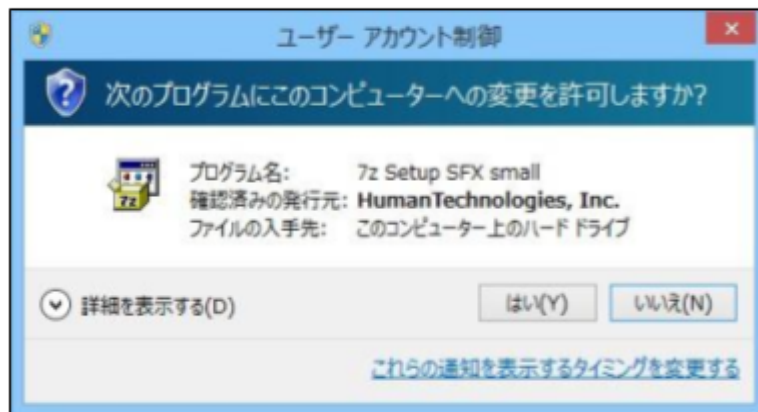 ユーザー アカウント制御
次のプログラムにこのコンピューターへの変更を許可しますか?
7z
プログラム名: 7z Setup SFX small
確認済みの発行元: HumanTechnologies, Inc.
ファイルの入手先: このコンピューター上のハード ドライブ
詳細を表示する(D) はい(Y) いいえ(N)
これらの通知を表示するタイミングを変更する